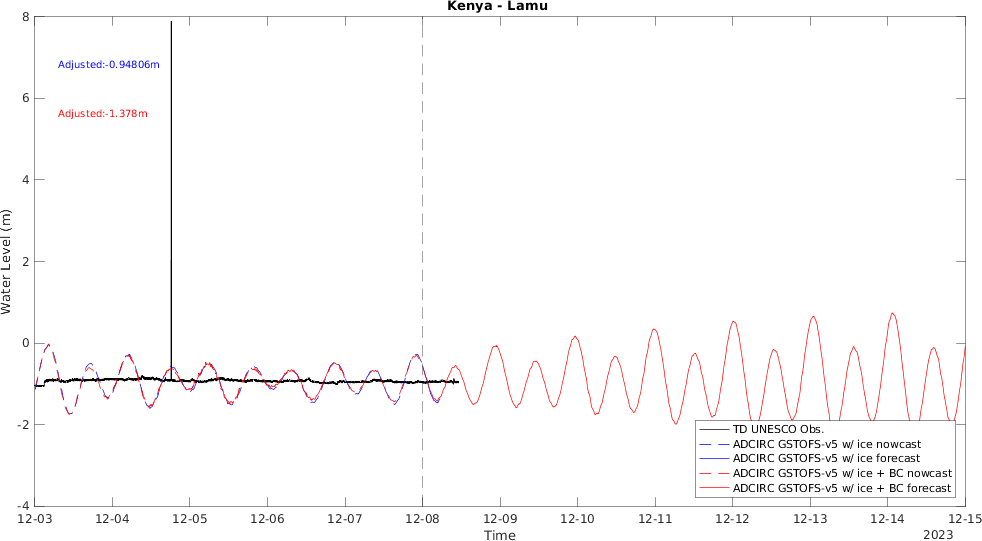 Kenya - Lamu
8
6
4
2
0
-2
-4
Water Level (m)
Adjusted:-0.94806m
Adjusted:-1.378m
TD UNESCO Obs.
ADCIRC GSTOFS-v5 w/ ice nowcast
ADCIRC GSTOFS-v5 w/ ice forecast
ADCIRC GSTOFS-v5 w/ ice + BC nowcast
ADCIRC GSTOFS-v5 w/ ice + BC forecast
12-03 12-04 12-05 12-06 12-07 12-08 12-09 12-10 12-11 12-12 12-13 12-14 12-15
Time
2023